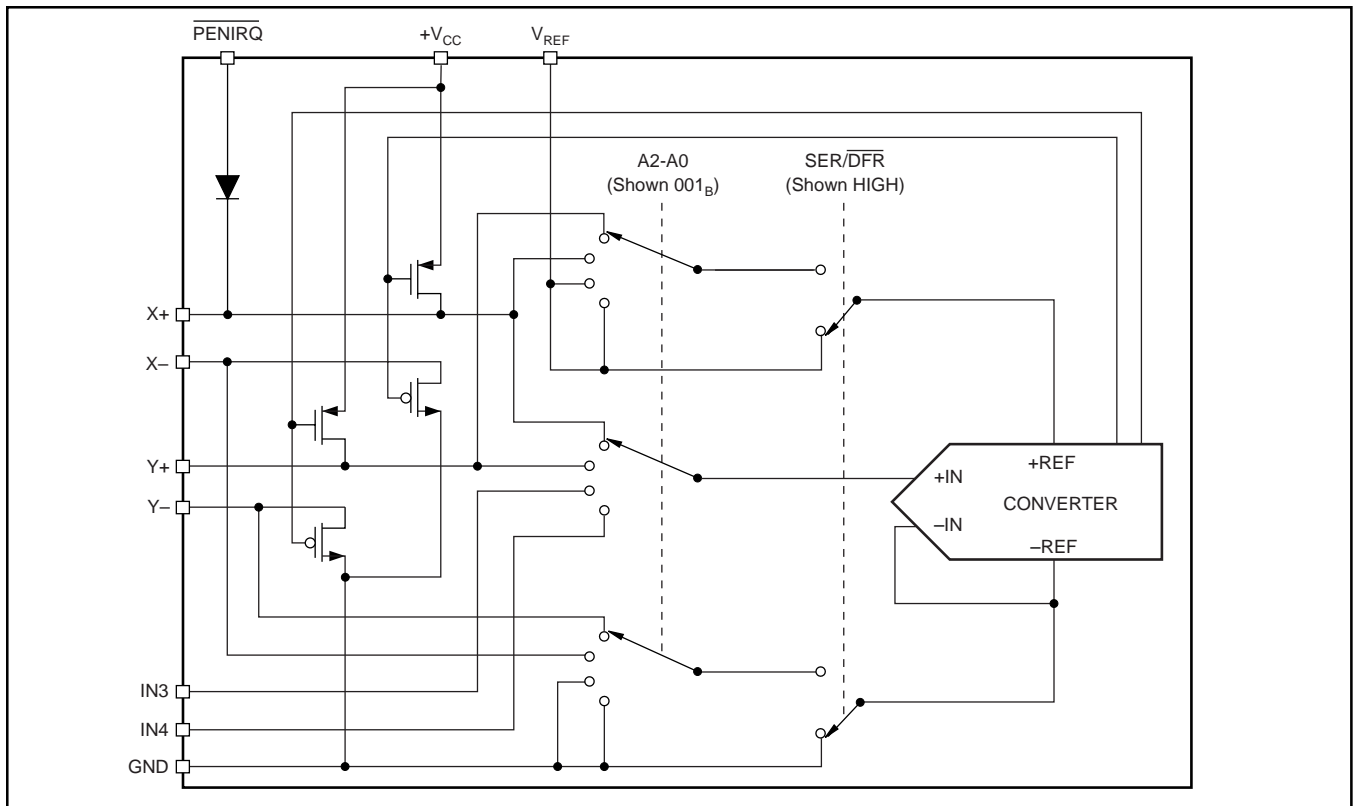 PENIRQ
+VCC
VREF
A2-A0
(Shown 001B)
SER/DFR
(Shown HIGH)
X+
X–
Y+
Y–
IN3
IN4
GND
+REF
+IN
CONVERTER
–IN
–REF